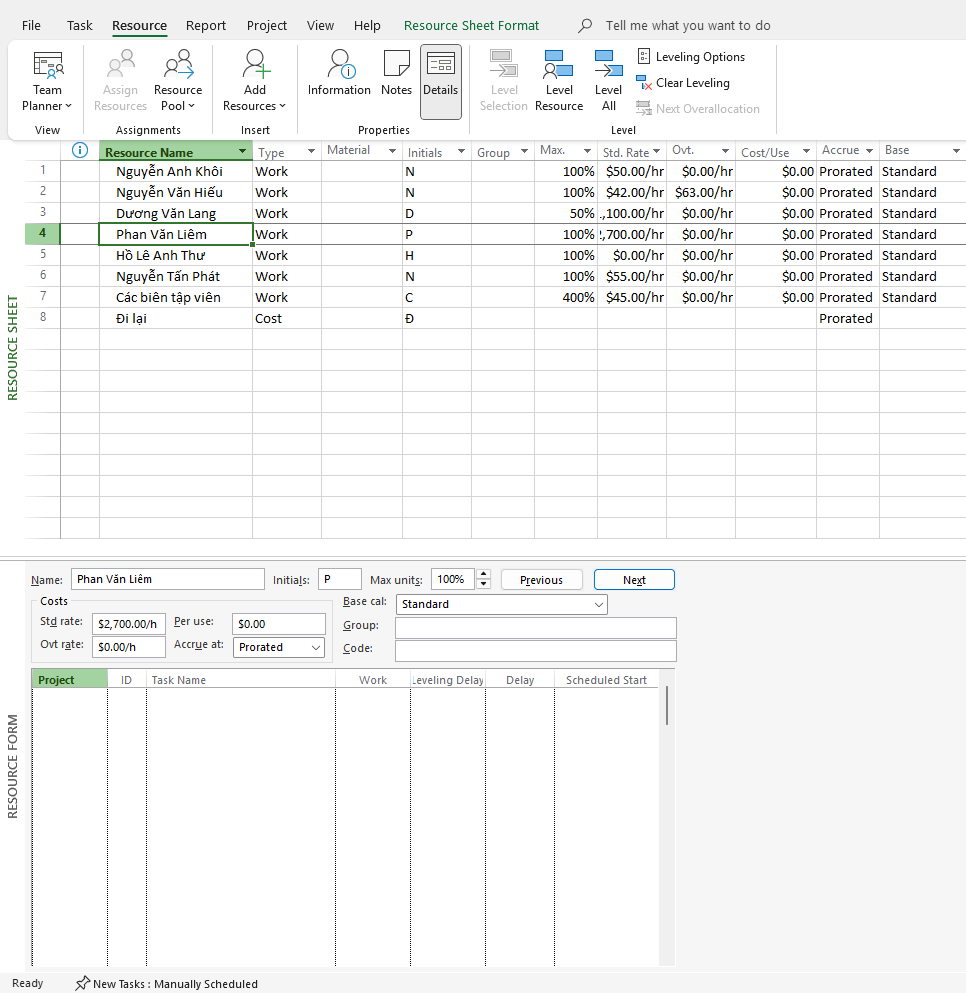 File Task Resource Report Project View Help Resource Sheet Format Tell me what you want to do
Team Planner
Assign Resources
Resource Pool
Add Resources
Information
Notes
Details
Level Selection
Level Resource
Level All
Leveling Options
Clear Leveling
Next Overallocation
View Assignments Insert Properties Level
Resource Name Type Material Initials Group Max. Std. Rate Ovt. Cost/Use Accrue Base
1 Nguyễn Anh Khôi Work N 100% $50.00/hr $0.00/hr $0.00 Prorated Standard
2 Nguyễn Văn Hiếu Work N 100% $42.00/hr $63.00/hr $0.00 Prorated Standard
3 Dương Văn Lang Work D 50% .,100.00/hr $0.00/hr $0.00 Prorated Standard
4 Phan Văn Liêm Work P 100% ,700.00/hr $0.00/hr $0.00 Prorated Standard
5 Hồ Lê Anh Thư Work H 100% $0.00/hr $0.00/hr $0.00 Prorated Standard
6 Nguyễn Tấn Phát Work N 100% $55.00/hr $0.00/hr $0.00 Prorated Standard
7 Các biên tập viên Work C 400% $45.00/hr $0.00/hr $0.00 Prorated Standard
8 Đi lại Cost Đ Prorated
RESOURCE SHEET
Name: Phan Văn Liêm Initials: P Max units: 100% Previous Next
Costs Base cal: Standard
Std rate: $2,700.00/h Per use: $0.00 Group:
Ovt rate: $0.00/h Accrue at: Prorated Code:
Project ID Task Name Work Leveling Delay Delay Scheduled Start
RESOURCE FORM
Ready New Tasks : Manually Scheduled